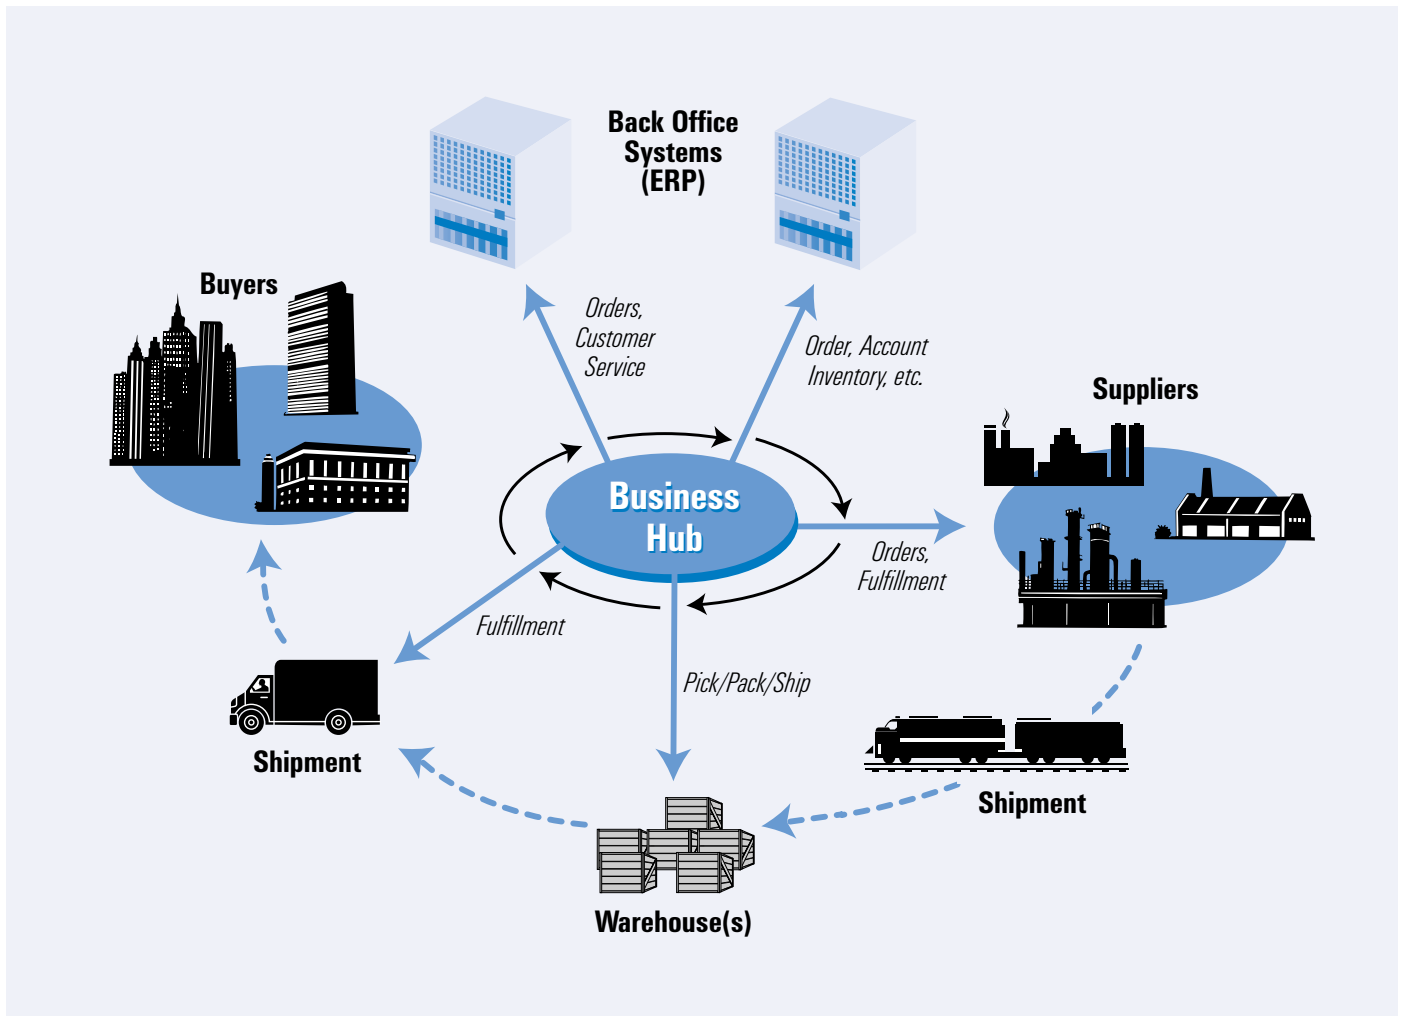 Back Office
Systems
(ERP)
Buyers
Orders,
Customer
Service
Order, Account
Inventory, etc.
Suppliers
Business
Hub
Orders,
Fulfillment
Fulfillment
Pick/Pack/Ship
Shipment
Shipment
Warehouse(s)